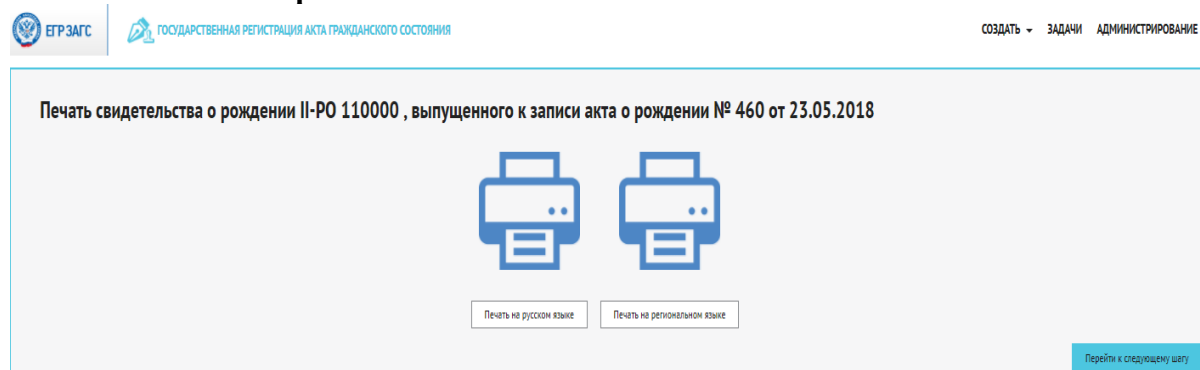 ЕГР ЗАГС
ГОСУДАРСТВЕННАЯ РЕГИСТРАЦИЯ АКТА ГРАЖДАНСКОГО СОСТОЯНИЯ
СОЗДАТЬ ЗАДАЧИ АДМИНИСТРИРОВАНИЕ
Печать свидетельства о рождении II-РО 110000 , выпущенного к записи акта о рождении № 460 от 23.05.2018
Печать на русском языке
Печать на региональном языке
Перейти к следующему шагу